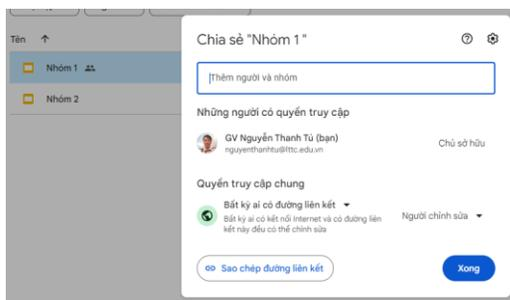 Tên
Nhóm 1
Nhóm 2
Chia sẻ "Nhóm 1"
Thêm người và nhóm
Những người có quyền truy cập
GV Nguyễn Thanh Tú (bạn)
nguyenthanhtu@lttc.edu.vn
Chủ sở hữu
Quyền truy cập chung
Bất kỳ ai có đường liên kết
Bất kỳ ai có kết nối Internet và có đường liên
kết này đều có thể chỉnh sửa
Người chỉnh sửa
Sao chép đường liên kết
Xong